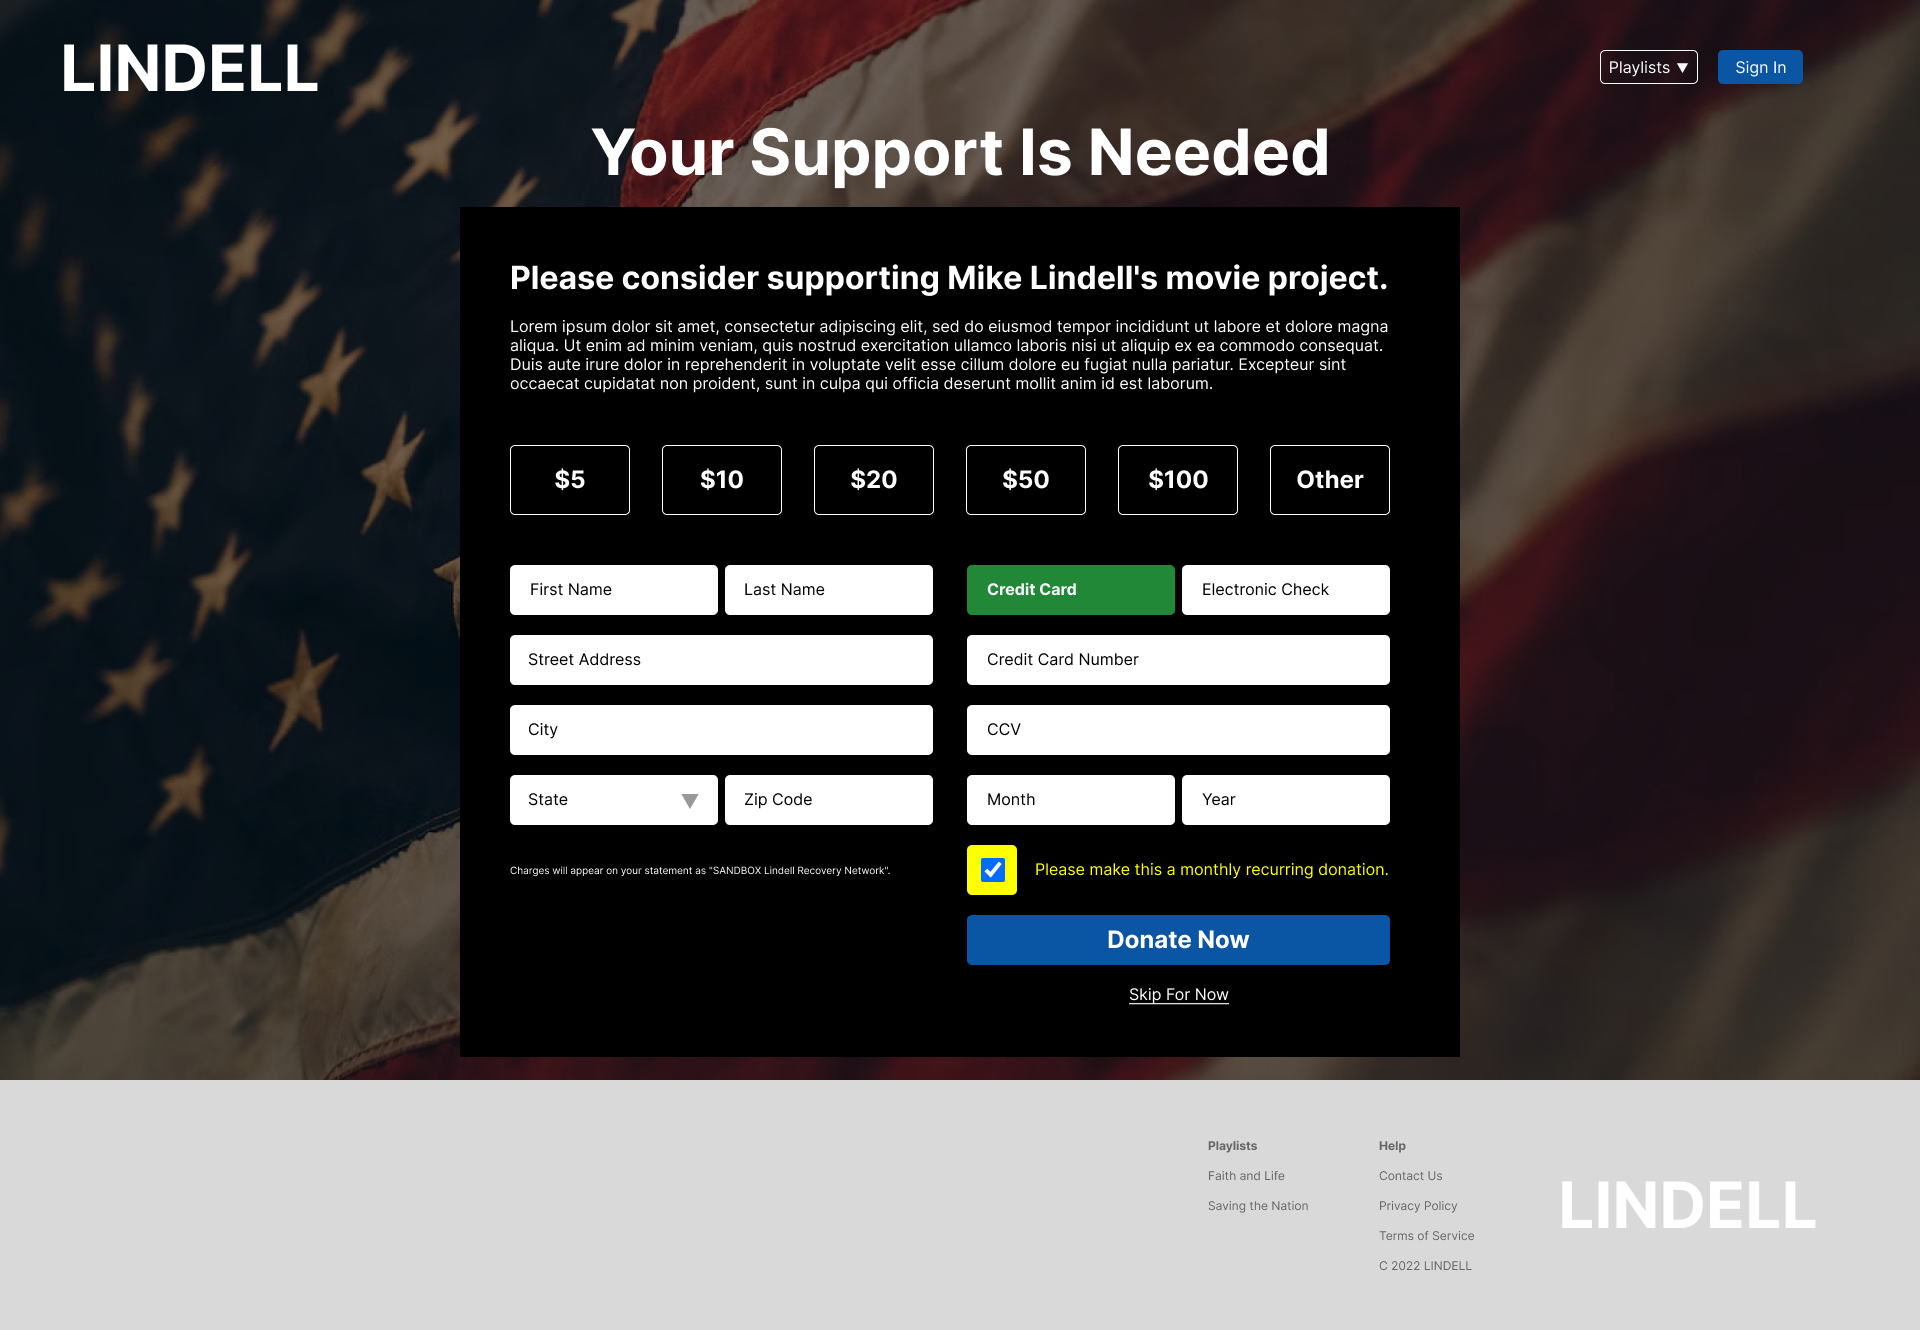 LINDELL
Playlists ▼
Sign In
Your Support Is Needed
Please consider supporting Mike Lindell's movie project.
Lorem ipsum dolor sit amet, consectetur adipiscing elit, sed do eiusmod tempor incididunt ut labore et dolore magna
aliqua. Ut enim ad minim veniam, quis nostrud exercitation ullamco laboris nisi ut aliquip ex ea commodo consequat.
Duis aute irure dolor in reprehenderit in voluptate velit esse cillum dolore eu fugiat nulla pariatur. Excepteur sint
occaecat cupidatat non proident, sunt in culpa qui officia deserunt mollit anim id est laborum.
$5
$10
$20
$50
$100
Other
First Name
Last Name
Street Address
City
State
Zip Code
Charges will appear on your statement as "SANDBOX Lindell Recovery Network".
Credit Card
Electronic Check
Credit Card Number
CCV
Month
Year
Please make this a monthly recurring donation.
Donate Now
Skip For Now
Playlists
Faith and Life
Saving the Nation
Help
Contact Us
Privacy Policy
Terms of Service
C 2022 LINDELL
LINDELL